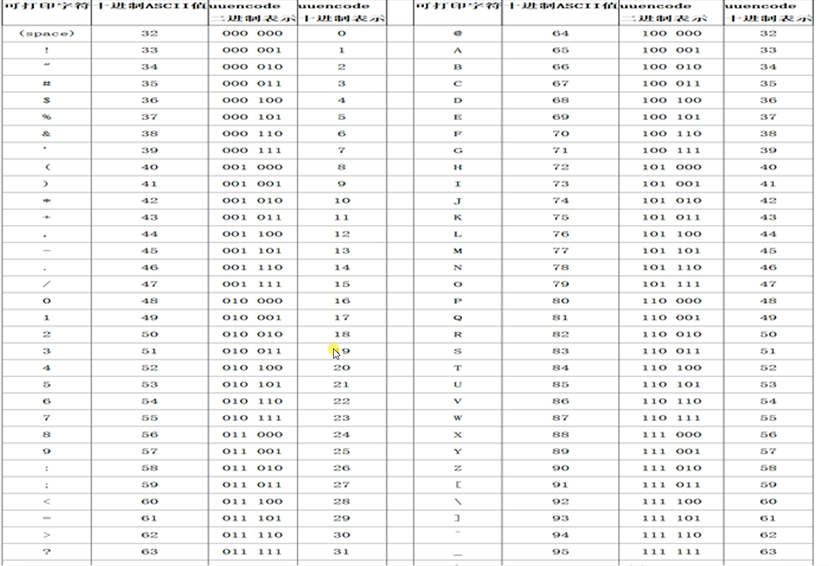 可打印字符 十进制ASCII值 uuencode 二进制表示 uuencode 十进制表示 可打印字符 十进制ASCII值 uuencode 二进制表示 uuencode 十进制表示
(space) 32 000 000 0 @ 64 100 000 32
! 33 000 001 1 A 65 100 001 33
" 34 000 010 2 B 66 100 010 34
# 35 000 011 3 C 67 100 011 35
$ 36 000 100 4 D 68 100 100 36
% 37 000 101 5 E 69 100 101 37
& 38 000 110 6 F 70 100 110 38
' 39 000 111 7 G 71 100 111 39
( 40 001 000 8 H 72 101 000 40
) 41 001 001 9 I 73 101 001 41
* 42 001 010 10 J 74 101 010 42
+ 43 001 011 11 K 75 101 011 43
, 44 001 100 12 L 76 101 100 44
- 45 001 101 13 M 77 101 101 45
. 46 001 110 14 N 78 101 110 46
/ 47 001 111 15 O 79 101 111 47
0 48 010 000 16 P 80 110 000 48
1 49 010 001 17 Q 81 110 001 49
2 50 010 010 18 R 82 110 010 50
3 51 010 011 19 S 83 110 011 51
4 52 010 100 20 T 84 110 100 52
5 53 010 101 21 U 85 110 101 53
6 54 010 110 22 V 86 110 110 54
7 55 010 111 23 W 87 110 111 55
8 56 011 000 24 X 88 111 000 56
9 57 011 001 25 Y 89 111 001 57
: 58 011 010 26 Z 90 111 010 58
; 59 011 011 27 [ 91 111 011 59
< 60 011 100 28 \ 92 111 100 60
= 61 011 101 29 ] 93 111 101 61
> 62 011 110 30 ^ 94 111 110 62
? 63 011 111 31 _ 95 111 111 63